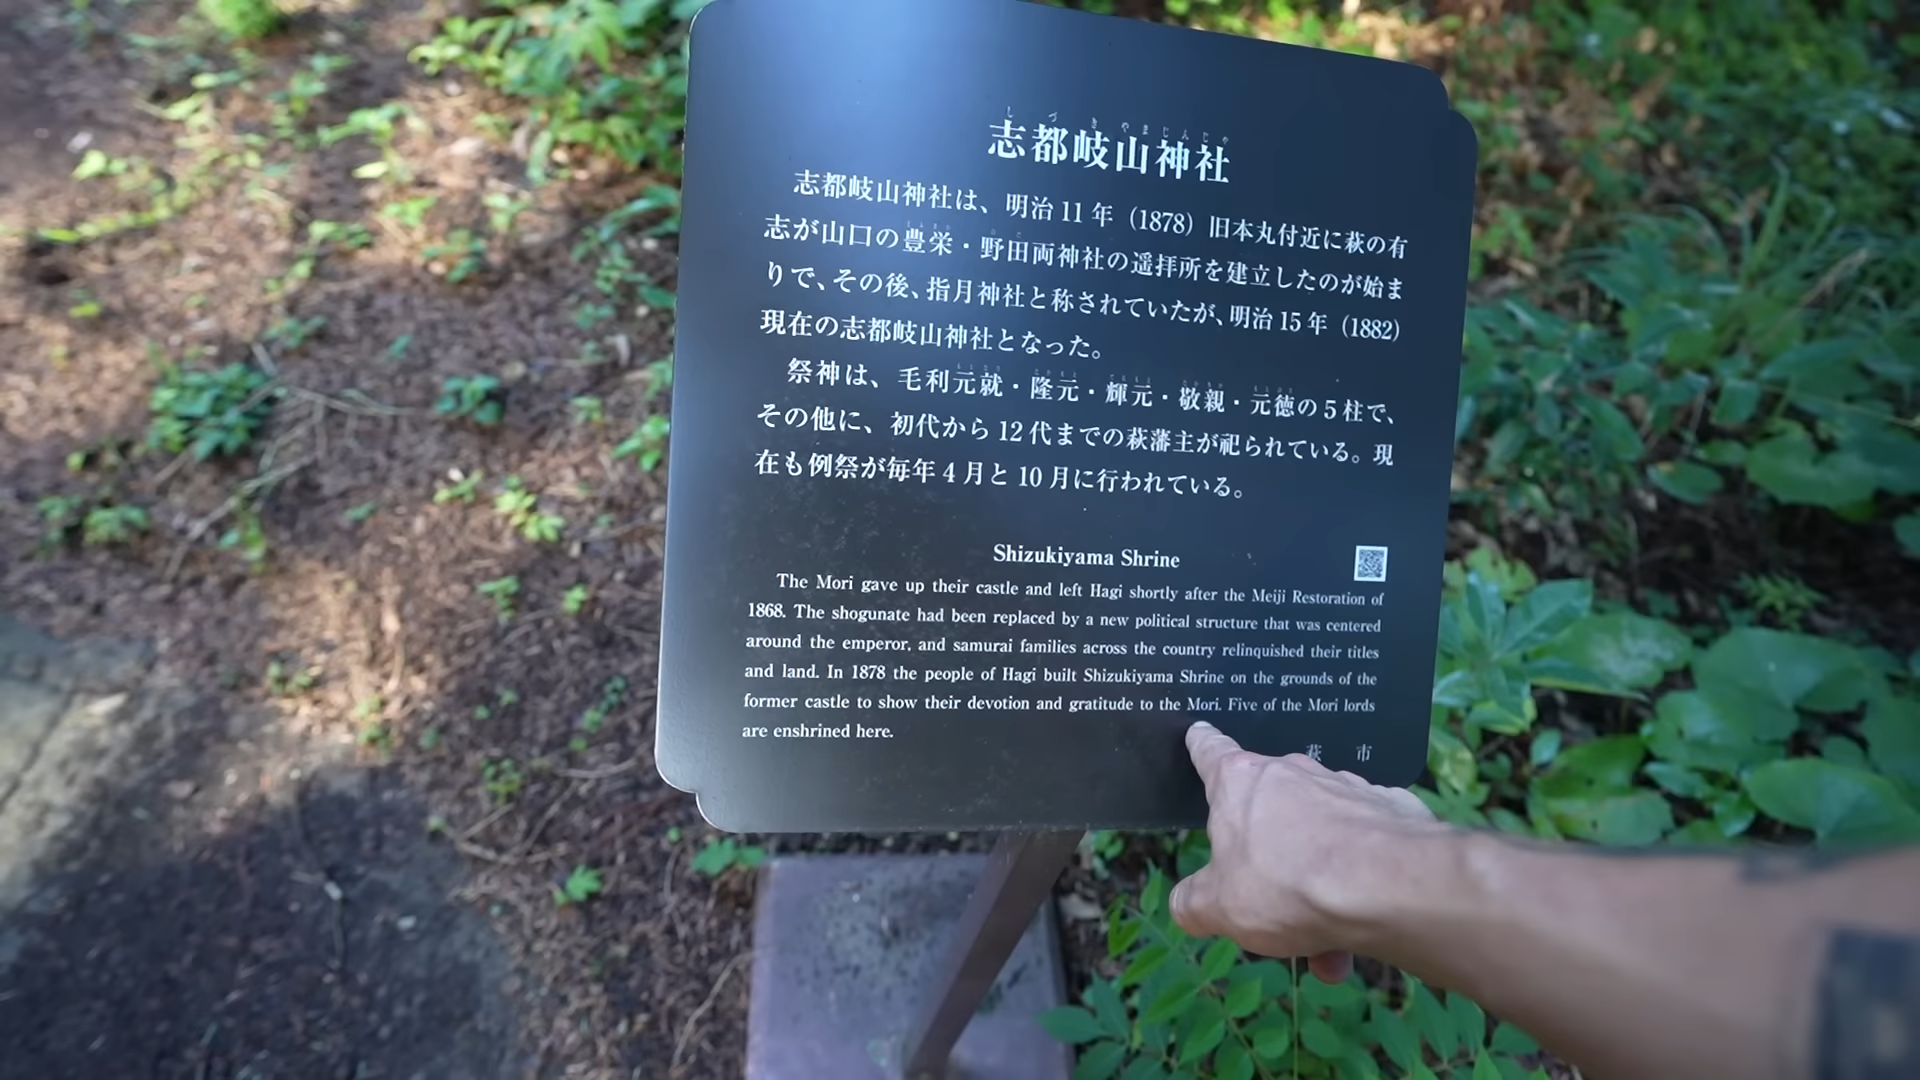 しづきやまじんじゃ
志都岐山神社
志都岐山神社は、明治11年（1878）旧本丸付近に萩の有
志が山口の豊栄・野田両神社の遥拝所を建立したのが始ま
りで、その後、指月神社と称されていたが、明治15年（1882）
現在の志都岐山神社となった。
祭神は、毛利元就・隆元・輝元・敬親・元徳の5柱で、
その他に、初代から12代までの萩藩主が祀られている。現
在も例祭が毎年4月と10月に行われている。
Shizukiyama Shrine
The Mori gave up their castle and left Hagi shortly after the Meiji Restoration of
1868. The shogunate had been replaced by a new political structure that was centered
around the emperor, and samurai families across the country relinquished their titles
and land. In 1878 the people of Hagi built Shizukiyama Shrine on the grounds of the
former castle to show their devotion and gratitude to the Mori. Five of the Mori lords
are enshrined here.
萩 市